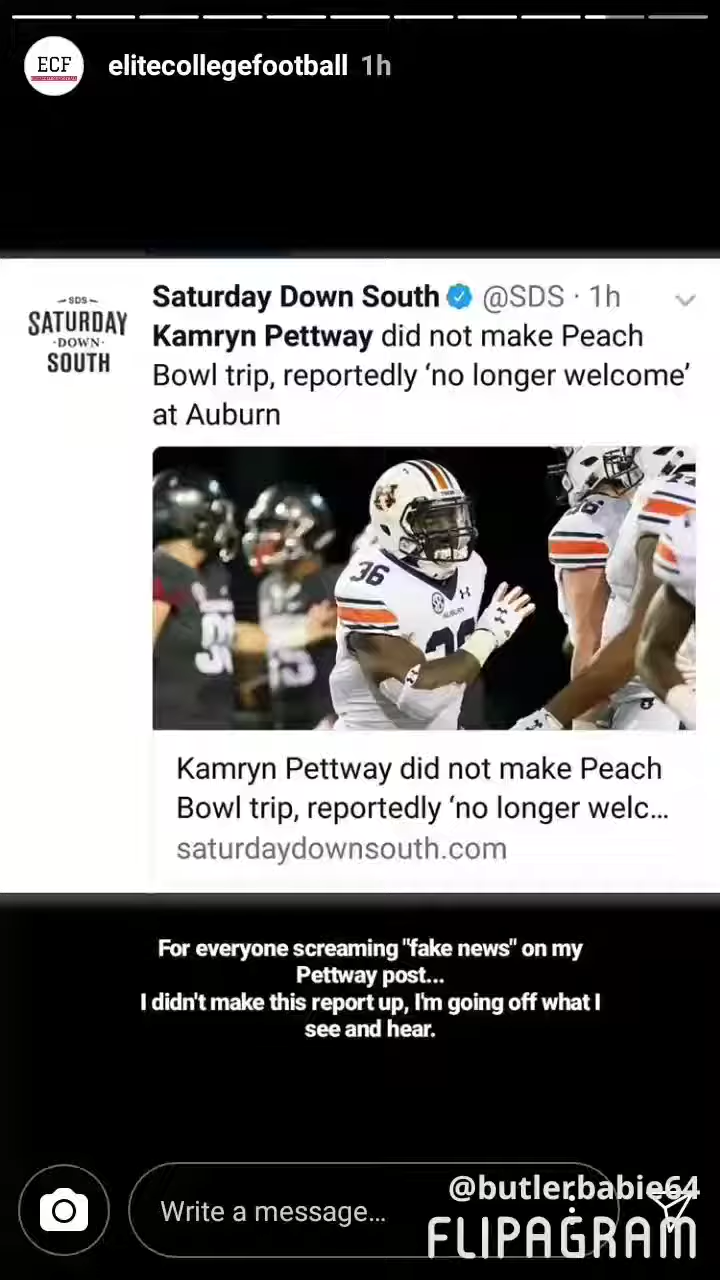 ECF
elitecollegefootball 1h
SDS
SATURDAY
DOWN
SOUTH
Saturday Down South @SDS · 1h
Kamryn Pettway did not make Peach
Bowl trip, reportedly ‘no longer welcome’
at Auburn
36
Kamryn Pettway did not make Peach
Bowl trip, reportedly ‘no longer welc...
saturdaydownsouth.com
For everyone screaming "fake news" on my
Pettway post...
I didn't make this report up, I'm going off what I
see and hear.
@butlerbabie64
Write a message...
FLIPAGRAM